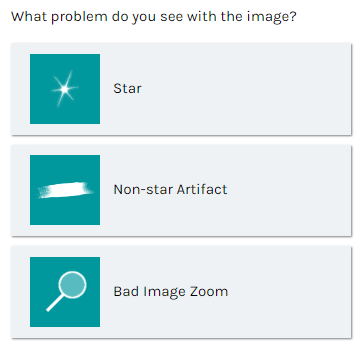 What problem do you see with the image?
Star
Non-star Artifact
Bad Image Zoom